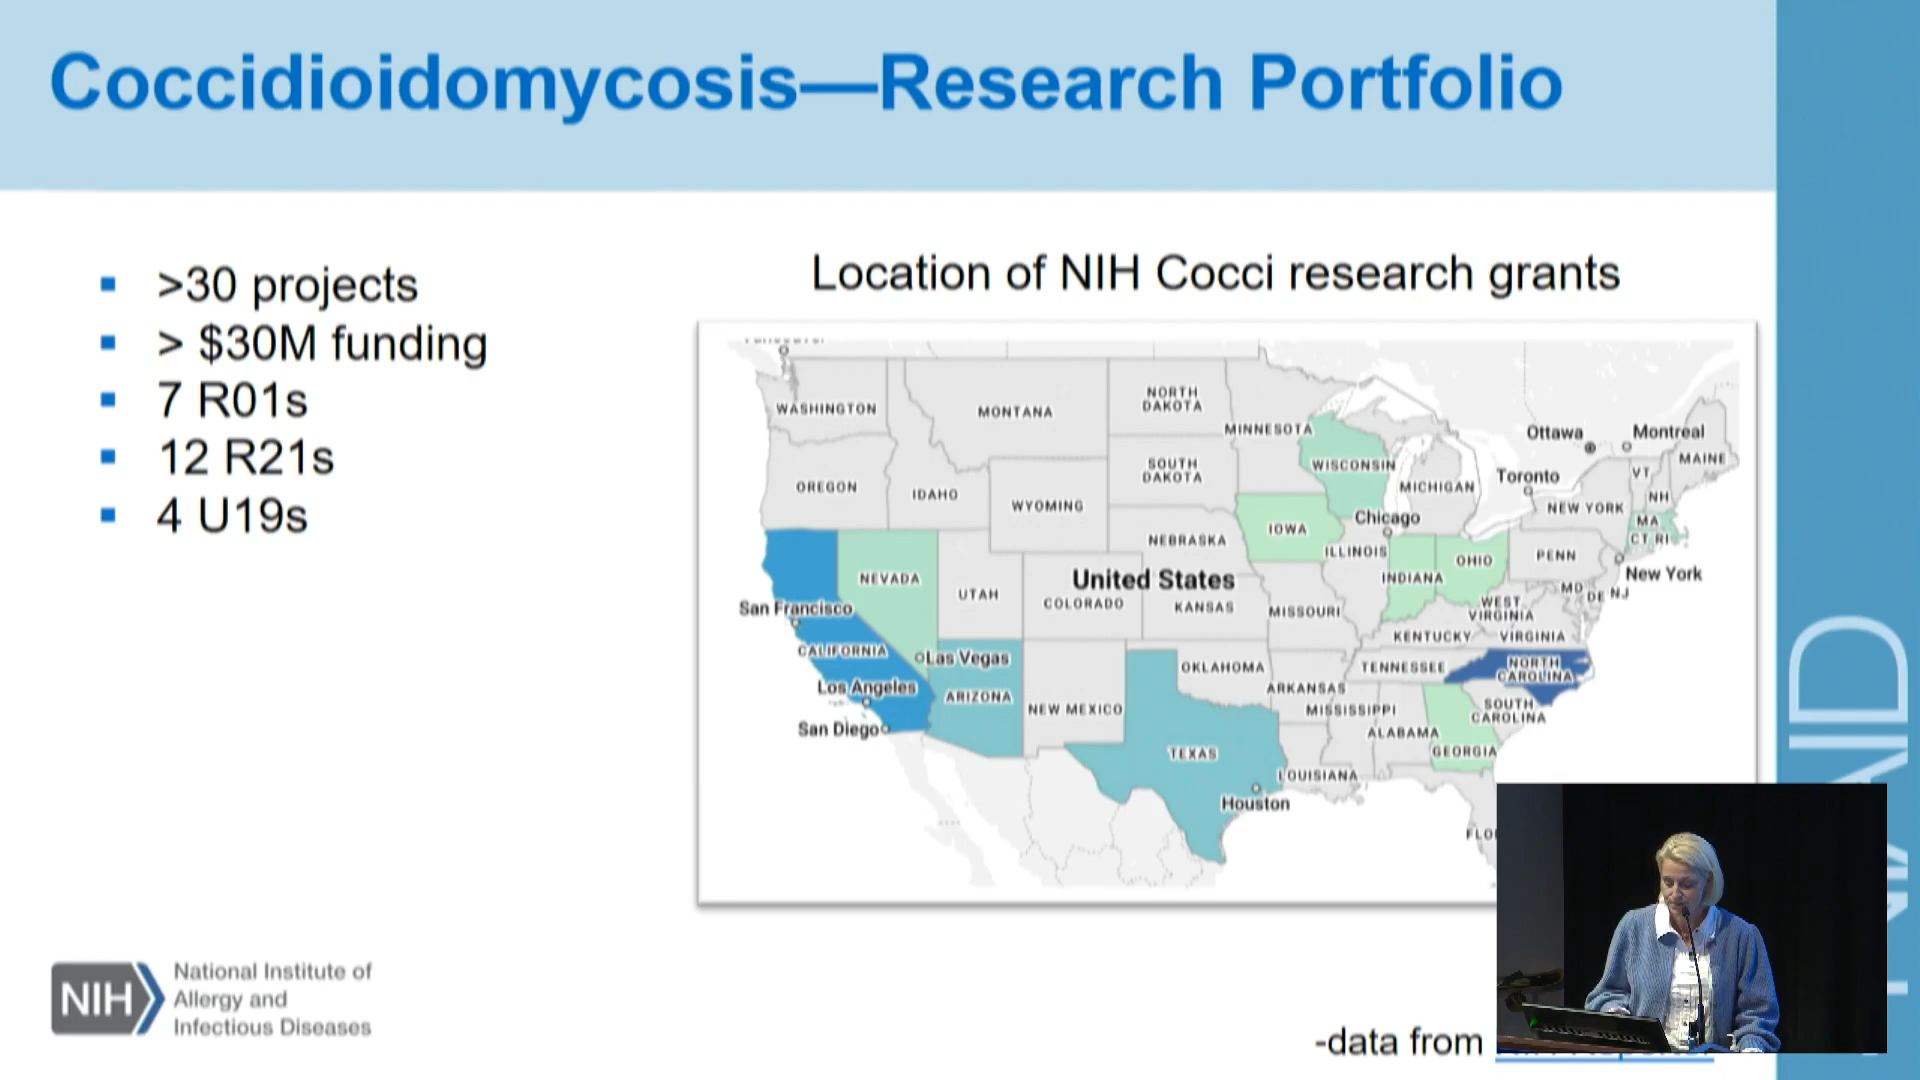 Coccidioidomycosis—Research Portfolio
>30 projects
> $30M funding
7 R01s
12 R21s
4 U19s
Location of NIH Cocci research grants
WASHINGTON
MONTANA
NORTH
DAKOTA
MINNESOTA
Ottawa
Montreal
MAINE
WISCONSIN
SOUTH
DAKOTA
MICHIGAN
Toronto
VT
NH
OREGON
IDAHO
WYOMING
NEW YORK
MA
IOWA
Chicago
CT RI
NEBRASKA
ILLINOIS
PENN
OHIO
INDIANA
New York
NEVADA
UTAH
United States
COLORADO
KANSAS
MISSOURI
MD
DE NJ
WEST
VIRGINIA
San Francisco
KENTUCKY
VIRGINIA
CALIFORNIA
Las Vegas
OKLAHOMA
TENNESSEE
NORTH
CAROLINA
Los Angeles
ARIZONA
NEW MEXICO
ARKANSAS
MISSISSIPPI
SOUTH
CAROLINA
San Diego
ALABAMA
GEORGIA
TEXAS
LOUISIANA
Houston
FLO
NIH
National Institute of
Allergy and
Infectious Diseases
-data from